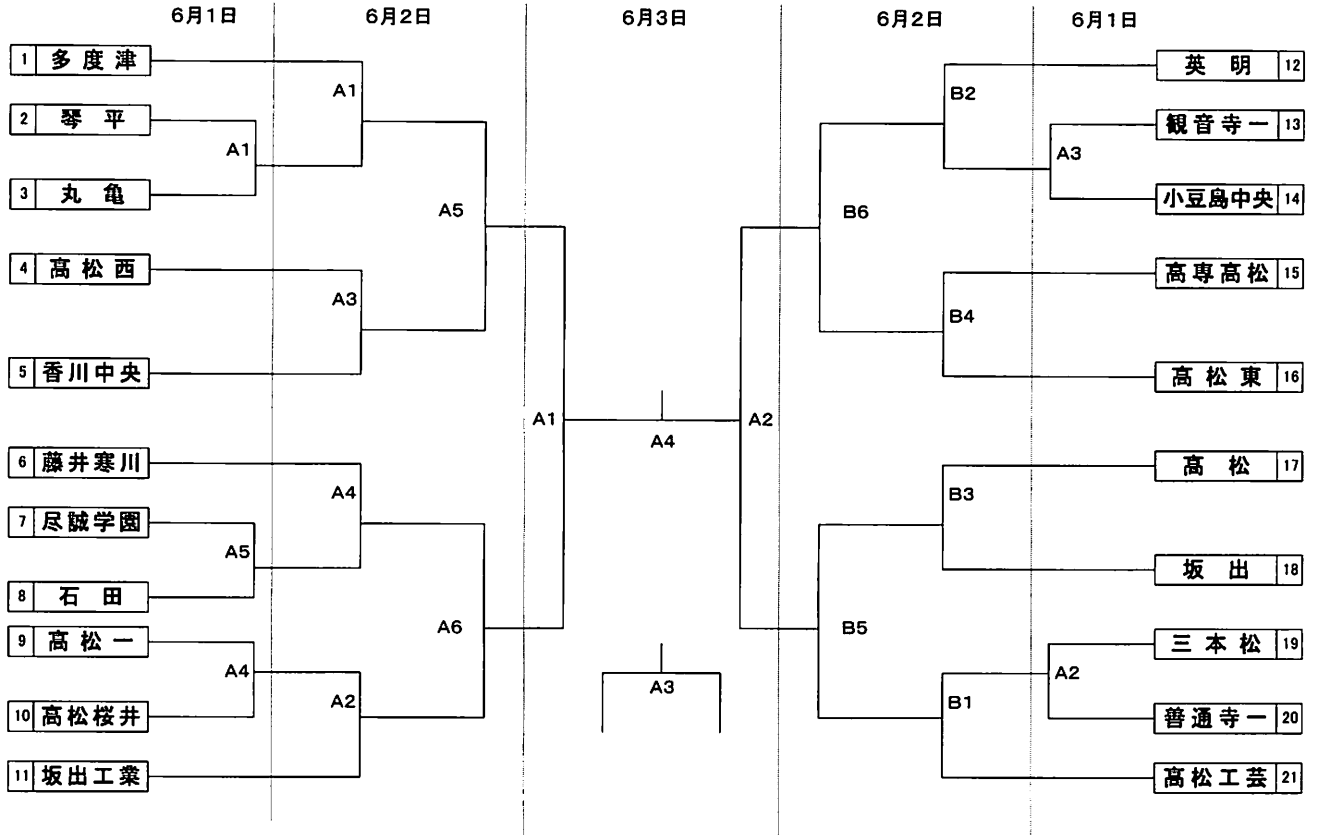 6月1日 6月2日 6月3日 6月2日 6月1日
1 多度津
2 琴平
3 丸亀
4 高松西
5 香川中央
6 藤井寒川
7 尽誠学園
8 石田
9 高松一
10 高松桜井
11 坂出工業
A1
A5
A4
A1
A3
A4
A2
A5
A6
A1
A4
A3
A2
B6
B5
B2
B4
B3
B1
A3
A2
英明 12
観音寺一 13
小豆島中央 14
高専高松 15
高松東 16
高松 17
坂出 18
三本松 19
善通寺一 20
高松工芸 21